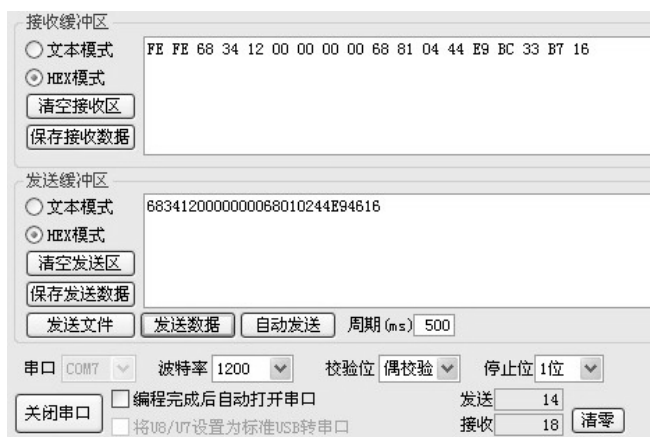 接收缓冲区
文本模式
FE FE 68 34 12 00 00 00 00 68 81 04 44 E9 BC 33 B7 16
HEX模式
清空接收区
保存接收数据
发送缓冲区
文本模式
6834120000000068010244E94616
HEX模式
清空发送区
保存发送数据
发送文件 发送数据 自动发送 周期(ms) 500
串口 COM7 波特率 1200 校验位 偶校验 停止位 1位
关闭串口 编程完成后自动打开串口 发送 14
将U8/U7设置为标准USB转串口 接收 18 清零